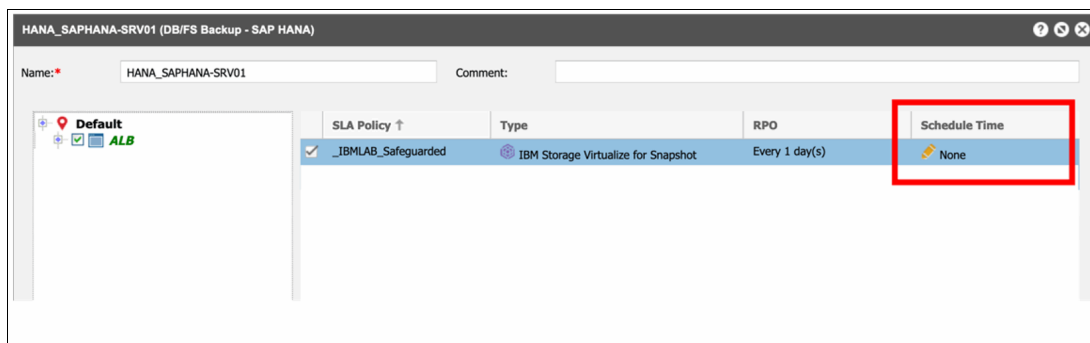 HANA_SAPHANA-SRV01 (DB/FS Backup - SAP HANA)
Name:* HANA_SAPHANA-SRV01 Comment:
Default
ALB
SLA Policy ↑ Type RPO Schedule Time
_IBMLAB_Safeguarded IBM Storage Virtualize for Snapshot Every 1 day(s) None